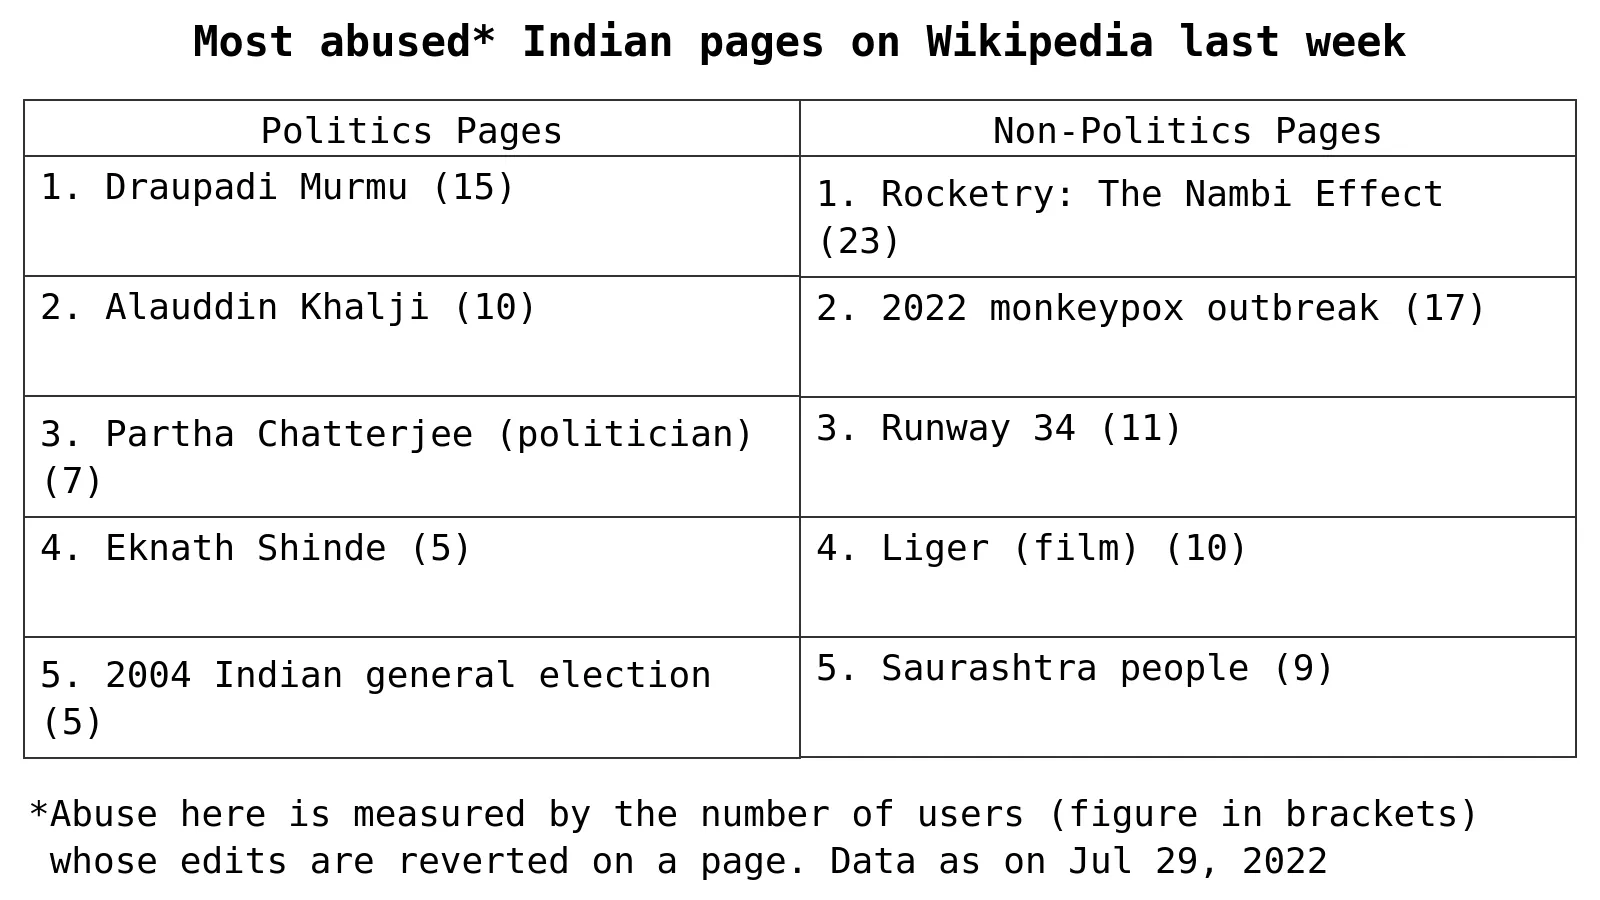 Most abused* Indian pages on Wikipedia last week
Politics Pages
Non-Politics Pages
1. Draupadi Murmu (15)
1. Rocketry: The Nambi Effect
(23)
2. Alauddin Khalji (10)
2. 2022 monkeypox outbreak (17)
3. Partha Chatterjee (politician)
(7)
3. Runway 34 (11)
4. Eknath Shinde (5)
4. Liger (film) (10)
5. 2004 Indian general election
(5)
5. Saurashtra people (9)
*Abuse here is measured by the number of users (figure in brackets)
whose edits are reverted on a page. Data as on Jul 29, 2022